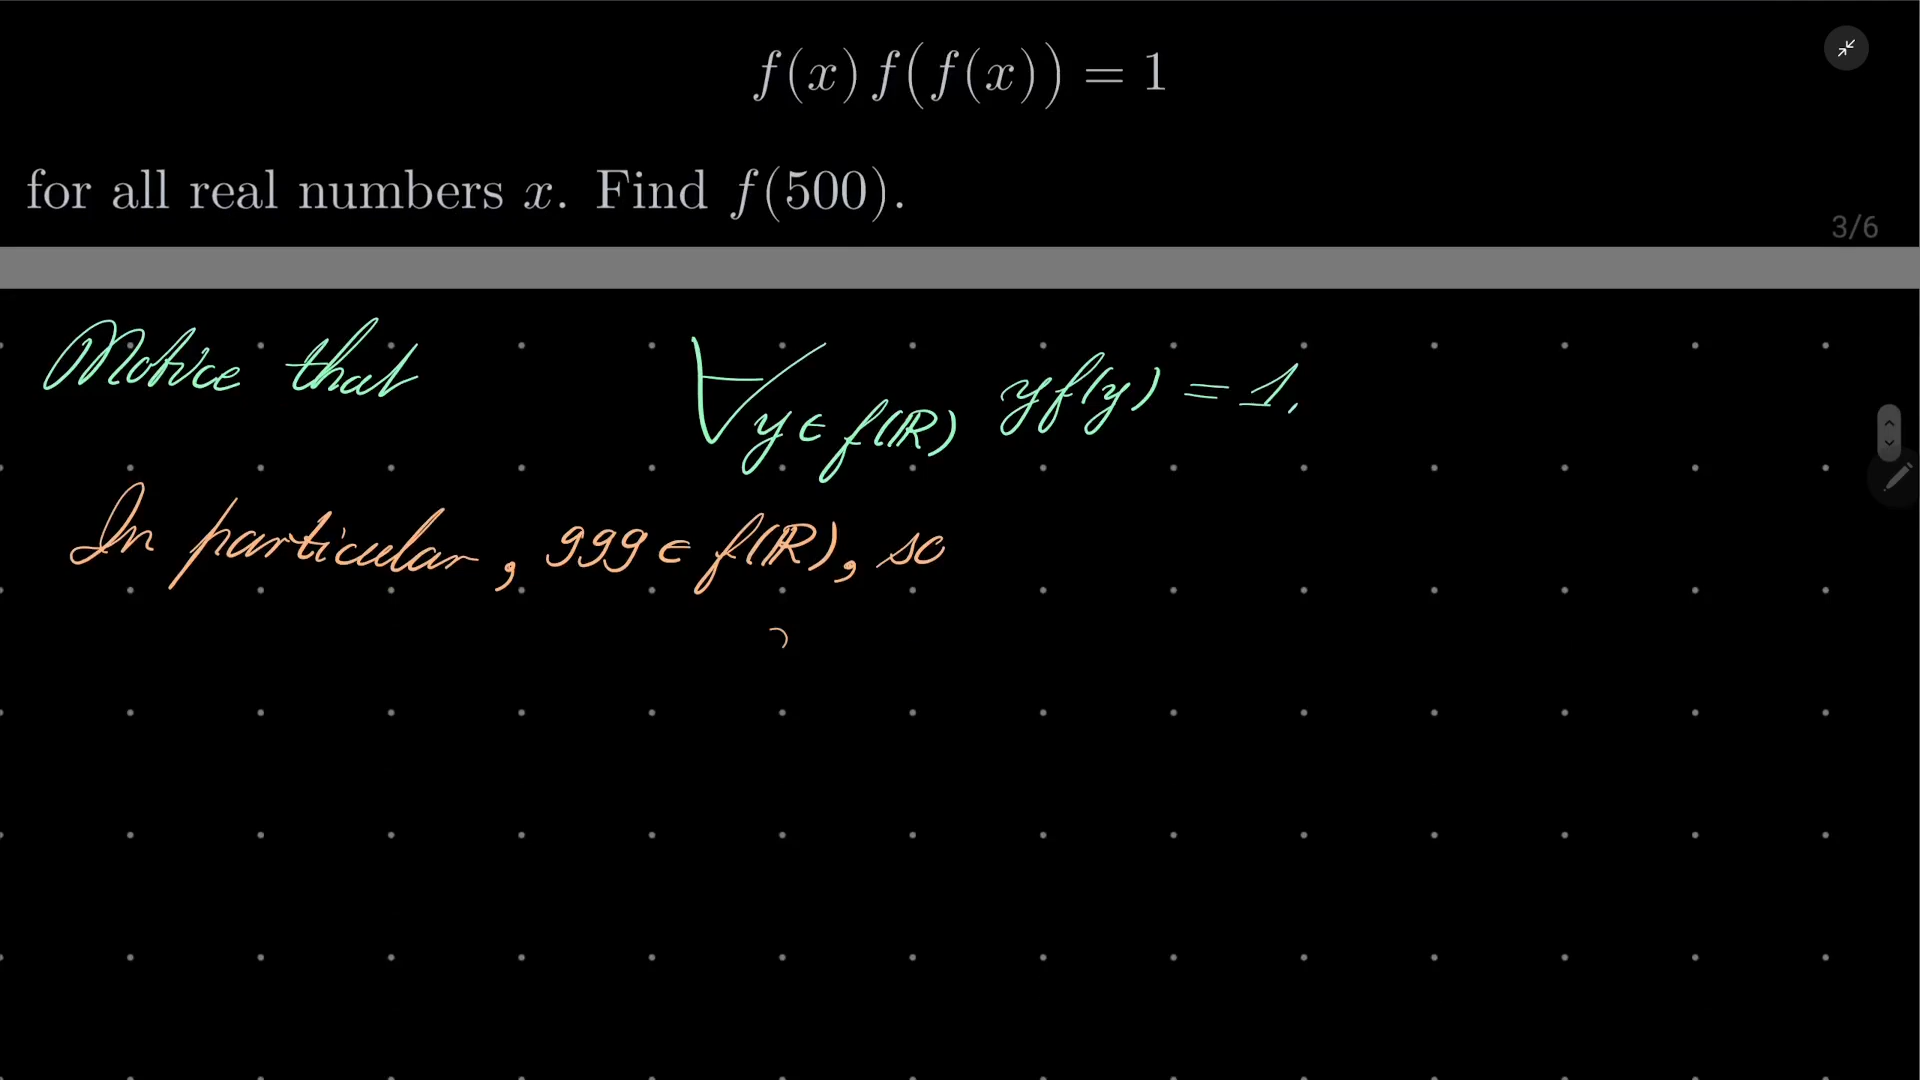 f(x) f(f(x)) = 1
for all real numbers x. Find f(500).
3/6
Notice that ∀ y ∈ f(ℝ) yf(y) = 1.
In particular, 999 ∈ f(ℝ), so